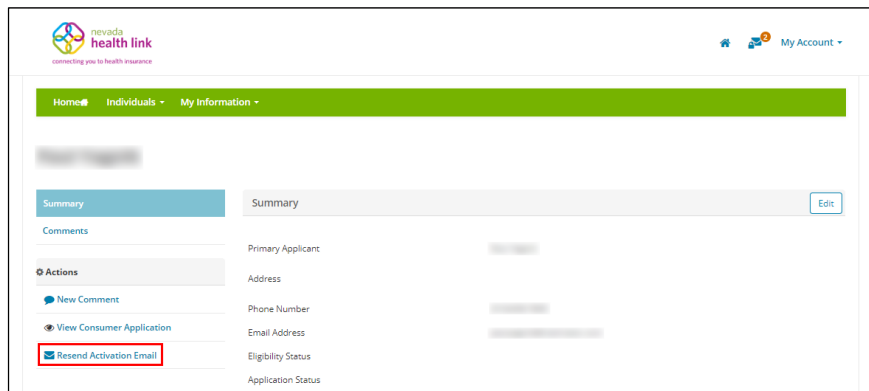 nevada
health link
connecting you to health insurance
2
My Account
Home
Individuals
My Information
Summary
Comments
Actions
New Comment
View Consumer Application
Resend Activation Email
Summary
Edit
Primary Applicant
Address
Phone Number
Email Address
Eligibility Status
Application Status